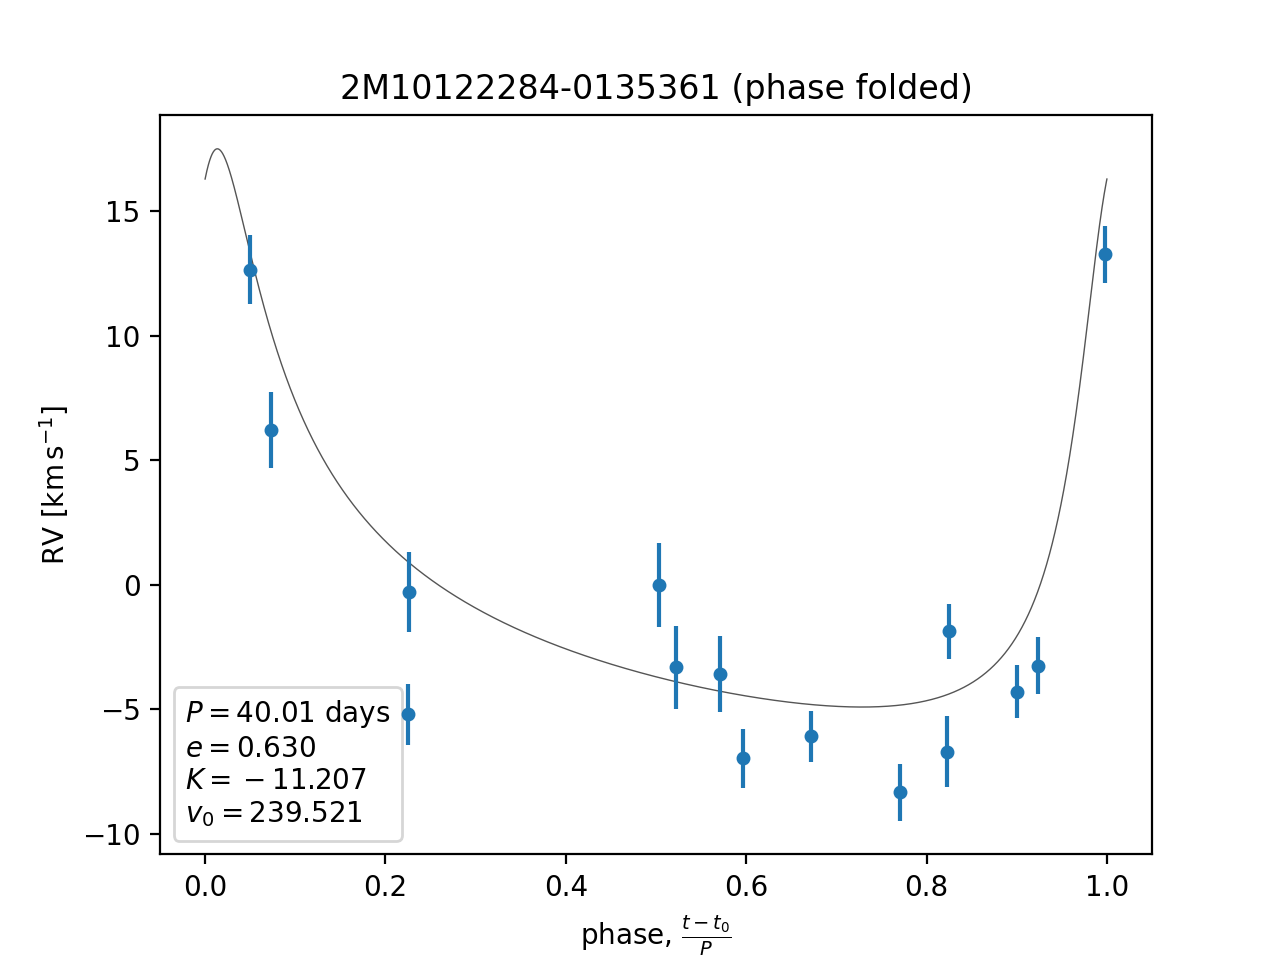 2M10122284-0135361 (phase folded)
15
10
5
0
−5
−10
RV [km s⁻¹]
P = 40.01 days
e = 0.630
K = −11.207
v₀ = 239.521
0.0 0.2 0.4 0.6 0.8 1.0
phase, (t − t₀)/P